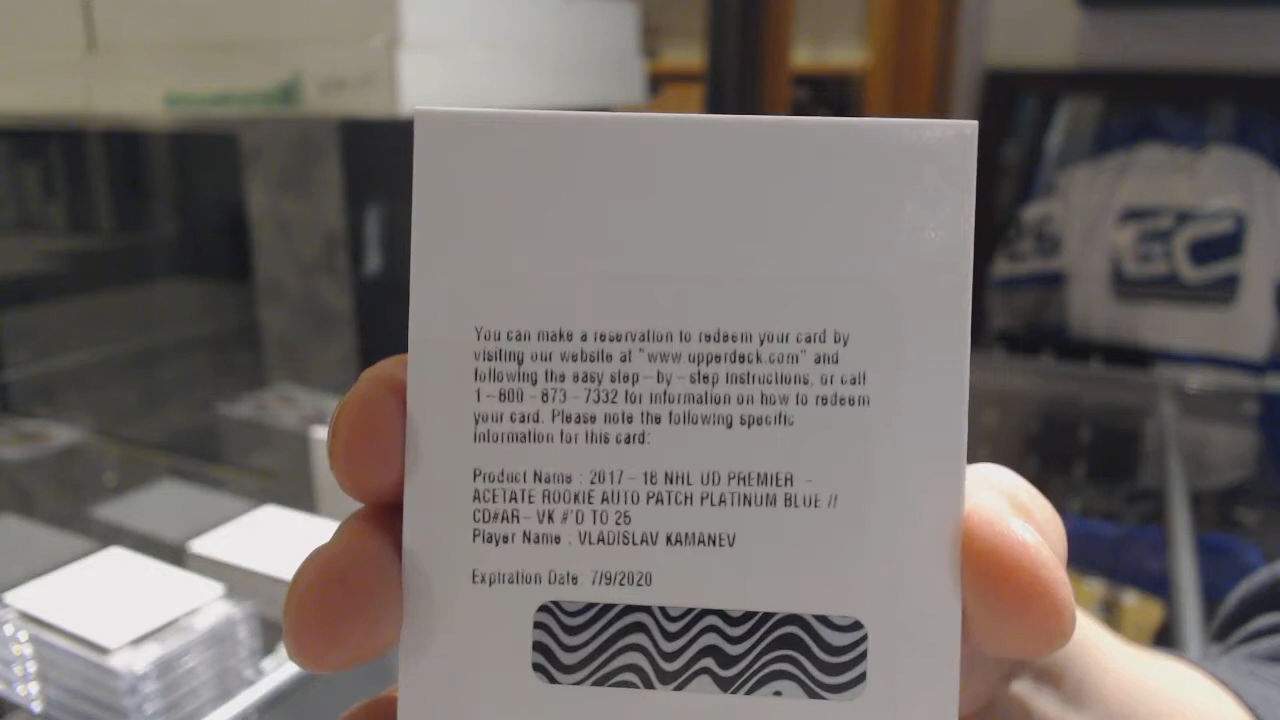 You can make a reservation to redeem your card by
visiting our website at "www.upperdeck.com" and
following the easy step-by-step instructions, or call
1-800-873-7332 for information on how to redeem
your card. Please note the following specific
information for this card:
Product Name : 2017-18 NHL UD PREMIER -
ACETATE ROOKIE AUTO PATCH PLATINUM BLUE //
CD#AR-VK #'D TO 25
Player Name : VLADISLAV KAMANEV
Expiration Date 7/9/2020
EC